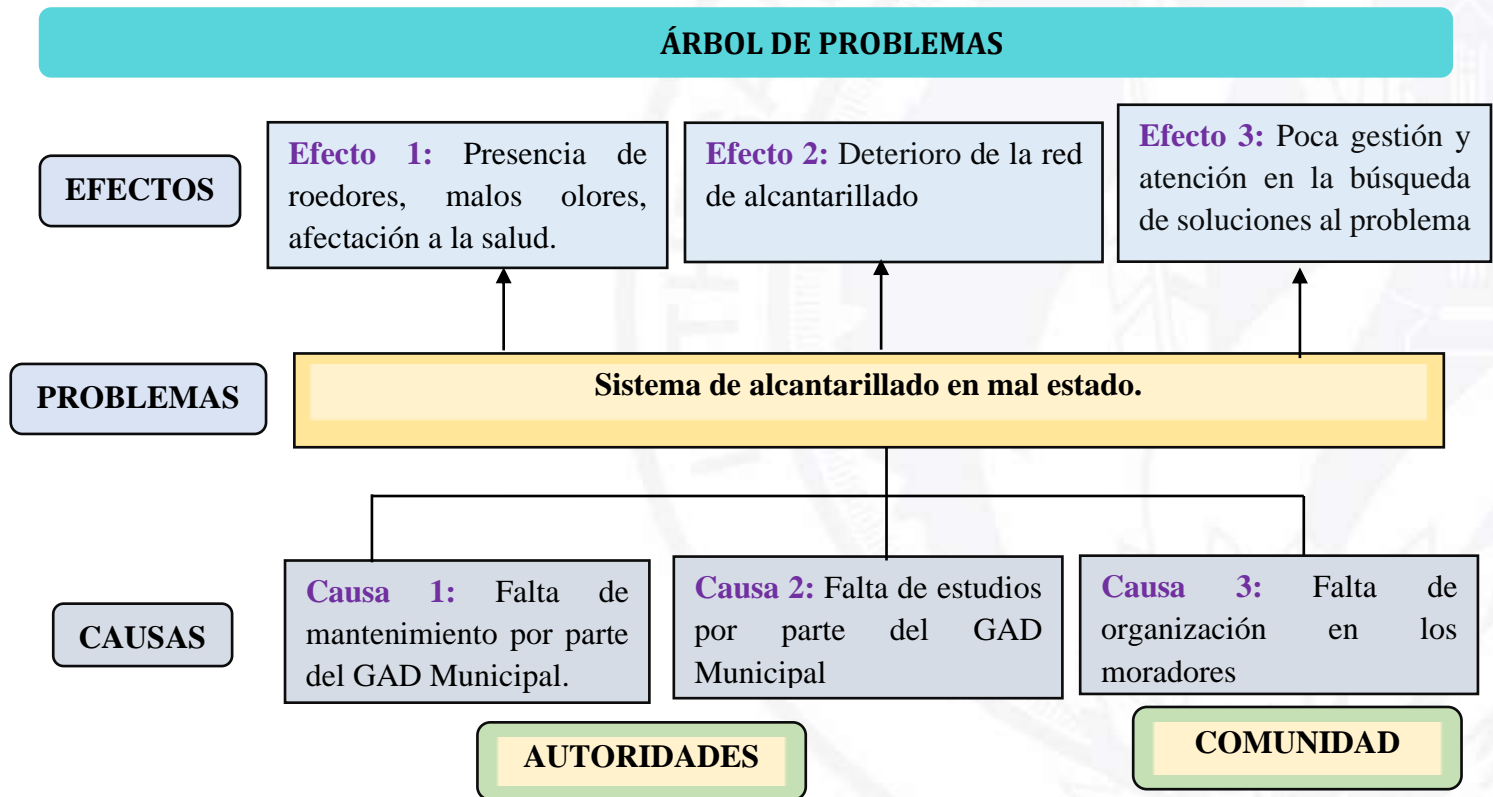 ÁRBOL DE PROBLEMAS
EFECTOS
Efecto 1: Presencia de
roedores, malos olores,
afectación a la salud.
Efecto 2: Deterioro de la red
de alcantarillado
Efecto 3: Poca gestión y
atención en la búsqueda
de soluciones al problema
PROBLEMAS
Sistema de alcantarillado en mal estado.
CAUSAS
Causa 1: Falta de
mantenimiento por parte
del GAD Municipal.
Causa 2: Falta de estudios
por parte del GAD
Municipal
Causa 3: Falta de
organización en los
moradores
AUTORIDADES
COMUNIDAD